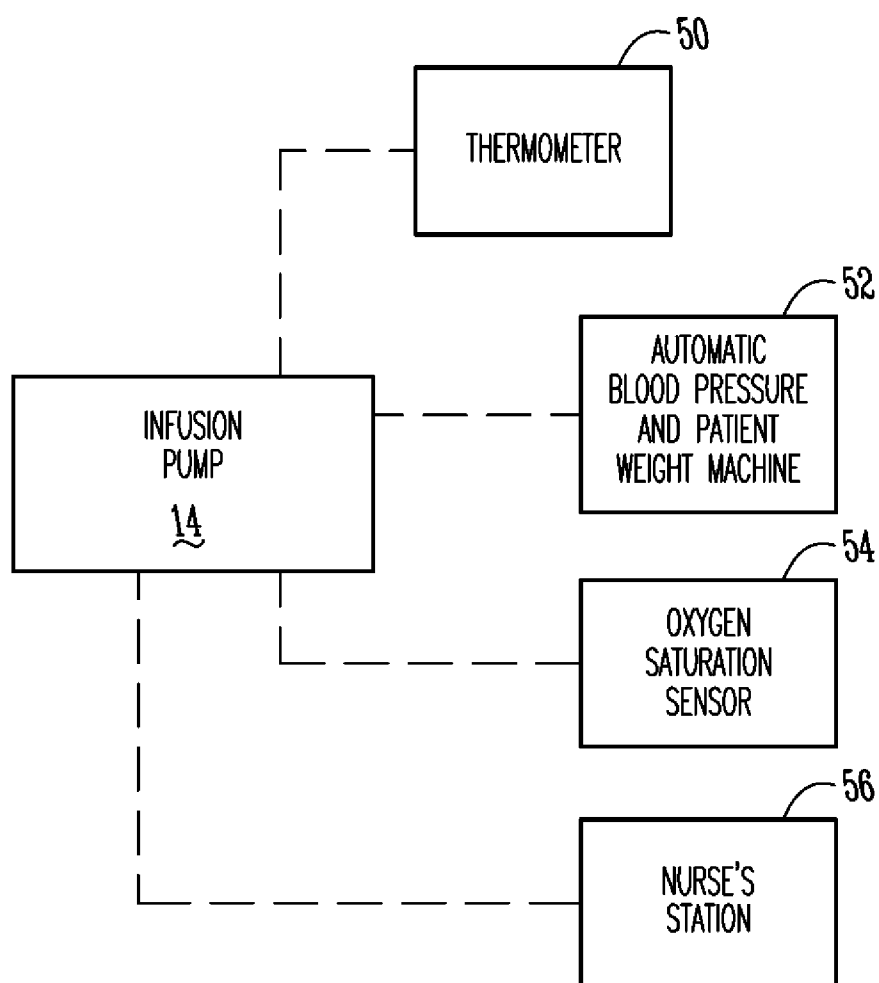 50
THERMOMETER
52
AUTOMATIC
BLOOD PRESSURE
AND PATIENT
WEIGHT MACHINE
INFUSION
PUMP
14
54
OXYGEN
SATURATION
SENSOR
56
NURSE'S
STATION